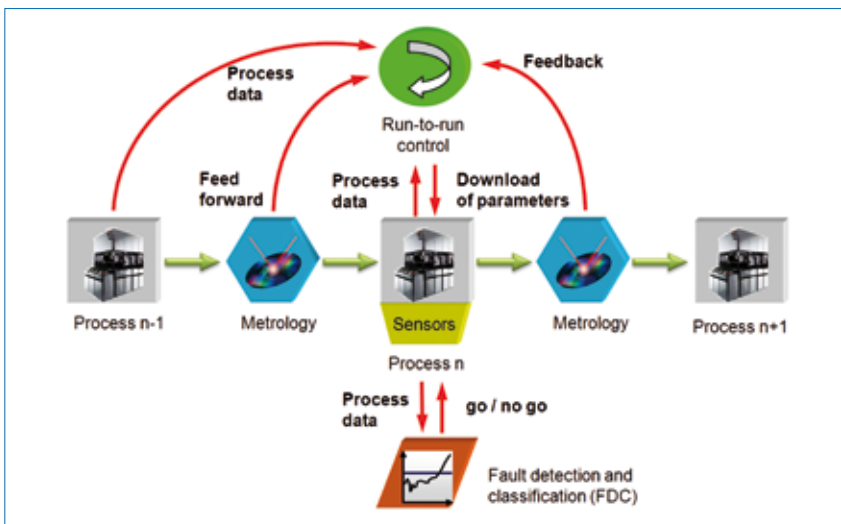 Process
data
Feedback
Run-to-run
control
Feed
forward
Process
data
Download
of parameters
Process n-1
Metrology
Sensors
Metrology
Process n+1
Process n
Process
data
go / no go
Fault detection and
classification (FDC)